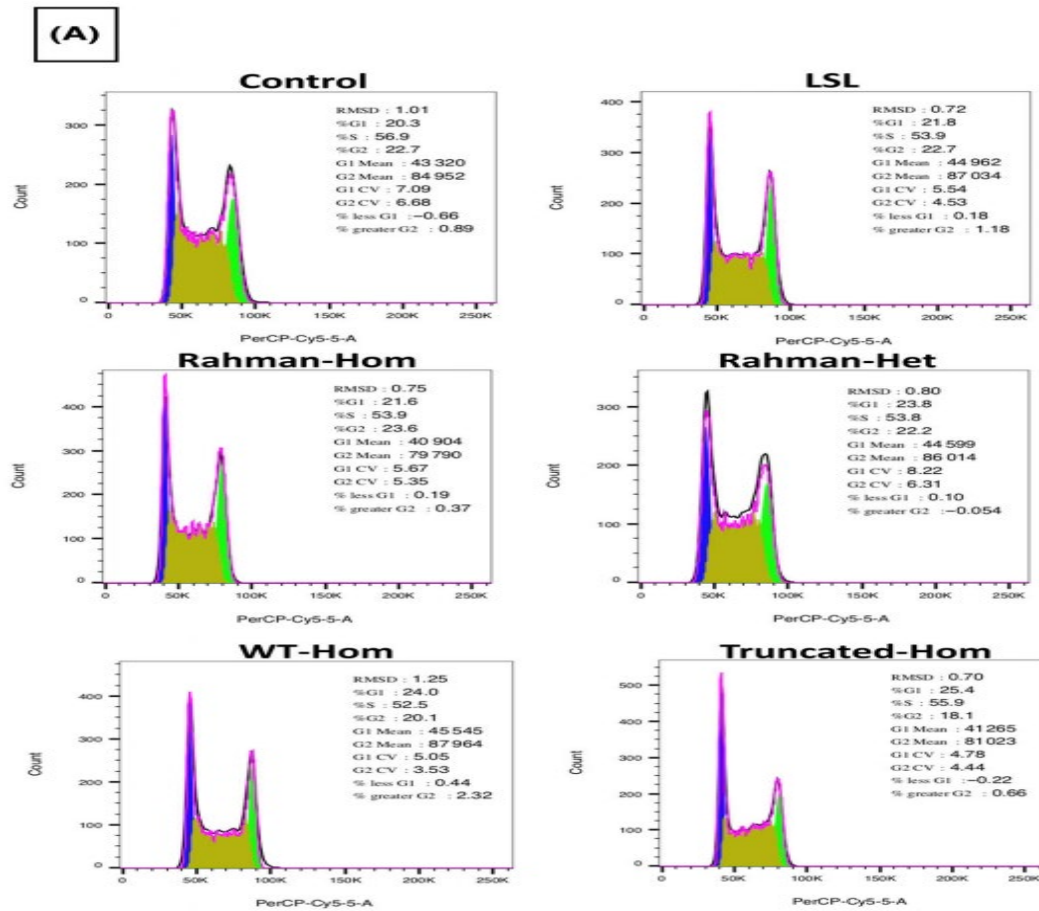 (A)
Control
Count
300
200
100
0
RMSD : 1.01
%G1 : 20.3
%S : 56.9
%G2 : 22.7
G1 Mean : 43 320
G2 Mean : 84 952
G1 CV : 7.09
G2 CV : 6.68
% less G1 :−0.66
% greater G2 : 0.89
0 50K 100K 150K 200K 250K
PerCP-Cy5-5-A
LSL
Count
400
300
200
100
0
RMSD : 0.72
%G1 : 21.8
%S : 53.9
%G2 : 22.7
G1 Mean : 44 962
G2 Mean : 87 034
G1 CV : 5.54
G2 CV : 4.53
% less G1 : 0.18
% greater G2 : 1.18
0 50K 100K 150K 200K 250K
PerCP-Cy5-5-A
Rahman-Hom
Count
400
300
200
100
0
RMSD : 0.75
%G1 : 21.6
%S : 53.9
%G2 : 23.6
G1 Mean : 40 904
G2 Mean : 79 790
G1 CV : 5.67
G2 CV : 5.35
% less G1 : 0.19
% greater G2 : 0.37
0 50K 100K 150K 200K 250K
PerCP-Cy5-5-A
Rahman-Het
Count
300
200
100
0
RMSD : 0.80
%G1 : 23.8
%S : 53.8
%G2 : 22.2
G1 Mean : 44 599
G2 Mean : 86 014
G1 CV : 8.22
G2 CV : 6.31
% less G1 : 0.10
% greater G2 : −0.054
0 50K 100K 150K 200K 250K
PerCP-Cy5-5-A
WT-Hom
Count
400
300
200
100
0
RMSD : 1.25
%G1 : 24.0
%S : 52.5
%G2 : 20.1
G1 Mean : 45 545
G2 Mean : 87 964
G1 CV : 5.05
G2 CV : 3.53
% less G1 : 0.44
% greater G2 : 2.32
0 50K 100K 150K 200K 250K
PerCP-Cy5-5-A
Truncated-Hom
Count
500
400
300
200
100
0
RMSD : 0.70
%G1 : 25.4
%S : 55.9
%G2 : 18.1
G1 Mean : 41 265
G2 Mean : 81 023
G1 CV : 4.78
G2 CV : 4.44
% less G1 : −0.22
% greater G2 : 0.66
0 50K 100K 150K 200K 250K
PerCP-Cy5-5-A